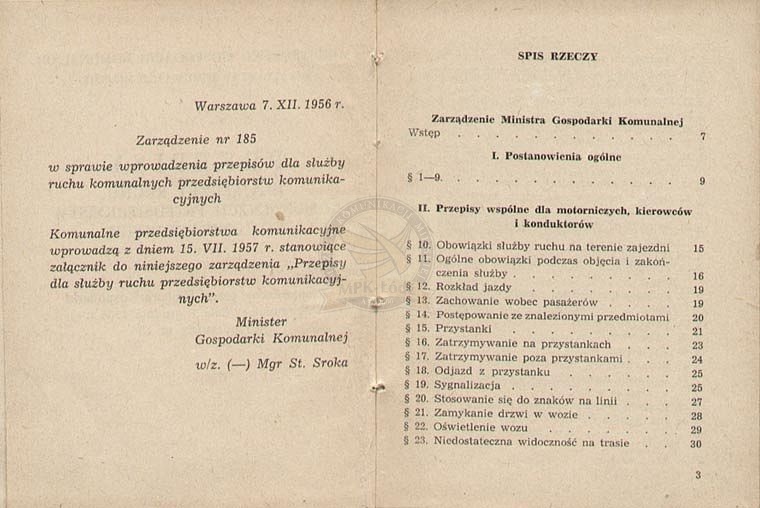 Warszawa 7. XII. 1956 r.
Zarządzenie nr 185
w sprawie wprowadzenia przepisów dla służby
ruchu komunalnych przedsiębiorstw komunika-
cyjnych
Komunalne przedsiębiorstwa komunikacyjne
wprowadzą z dniem 15. VII. 1957 r. stanowiące
załącznik do niniejszego zarządzenia „Przepisy
dla służby ruchu przedsiębiorstw komunikacyj-
nych”.
Minister
Gospodarki Komunalnej
w/z. (—) Mgr St. Sroka
SPIS RZECZY
Zarządzenie Ministra Gospodarki Komunalnej
Wstęp . . . . . . . . . . . 7
I. Postanowienia ogólne
§ 1—9. . . . . . . . . . . . 9
II. Przepisy wspólne dla motorniczych, kierowców
i konduktorów
§ 10. Obowiązki służby ruchu na terenie zajezdni 15
§ 11. Ogólne obowiązki podczas objęcia i zakoń-
czenia służby . . . . . . . . . 16
§ 12. Rozkład jazdy . . . . . . . . 19
§ 13. Zachowanie wobec pasażerów . . . . 19
§ 14. Postępowanie ze znalezionymi przedmiotami 20
§ 15. Przystanki . . . . . . . . . 21
§ 16. Zatrzymywanie na przystankach . . . 23
§ 17. Zatrzymywanie poza przystankami . . . 24
§ 18. Odjazd z przystanku . . . . . . 25
§ 19. Sygnalizacja . . . . . . . . . 25
§ 20. Stosowanie się do znaków na linii . . . 27
§ 21. Zamykanie drzwi w wozie . . . . . 28
§ 22. Oświetlenie wozu . . . . . . . 29
§ 23. Niedostateczna widoczność na trasie . . 30
3